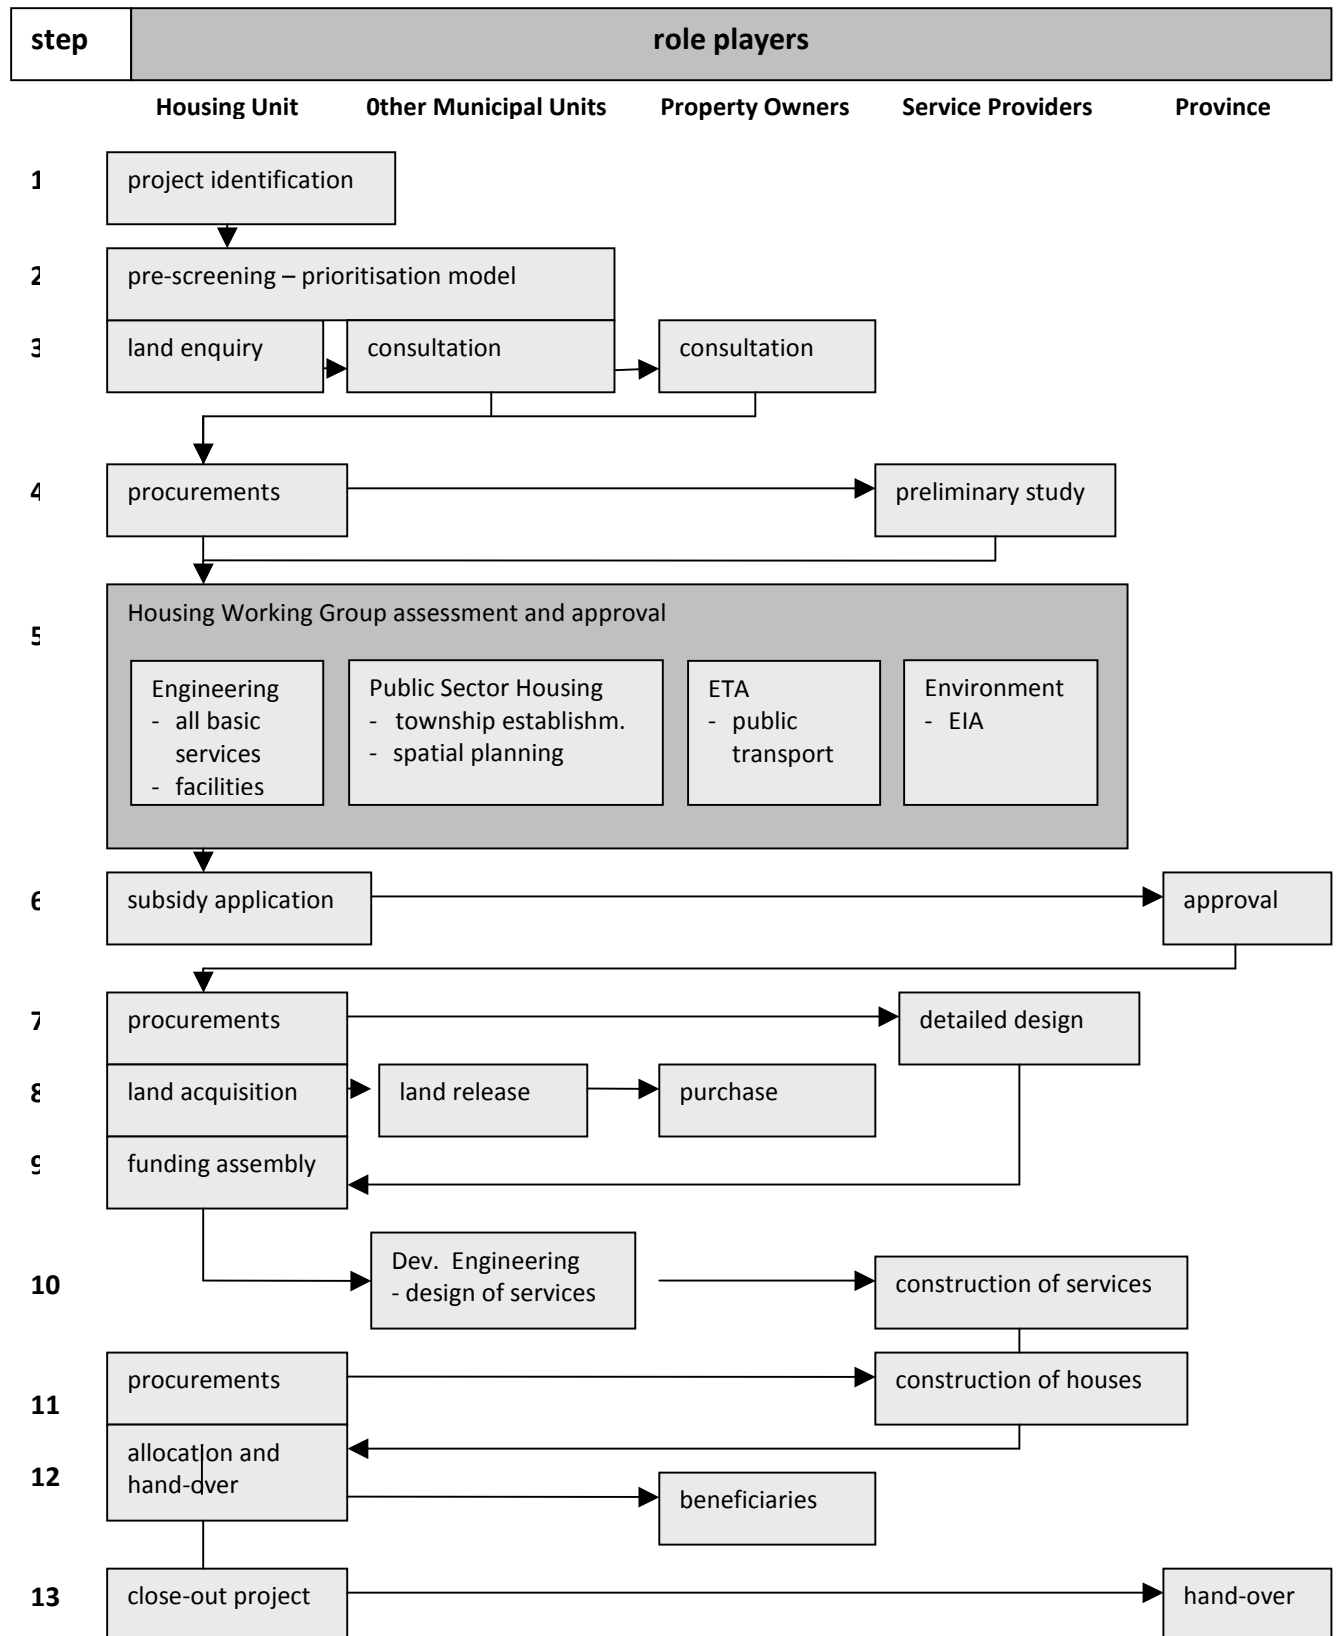 step role players
Housing Unit 0ther Municipal Units Property Owners Service Providers Province
1 project identification
2 pre-screening – prioritisation model
3 land enquiry consultation consultation
4 procurements preliminary study
5 Housing Working Group assessment and approval
Engineering
- all basic
services
- facilities
Public Sector Housing
- township establishm.
- spatial planning
ETA
- public
transport
Environment
- EIA
6 subsidy application approval
7 procurements detailed design
8 land acquisition land release purchase
9 funding assembly
10 Dev. Engineering
- design of services
construction of services
11 procurements construction of houses
12 allocation and
hand-over
beneficiaries
13 close-out project hand-over